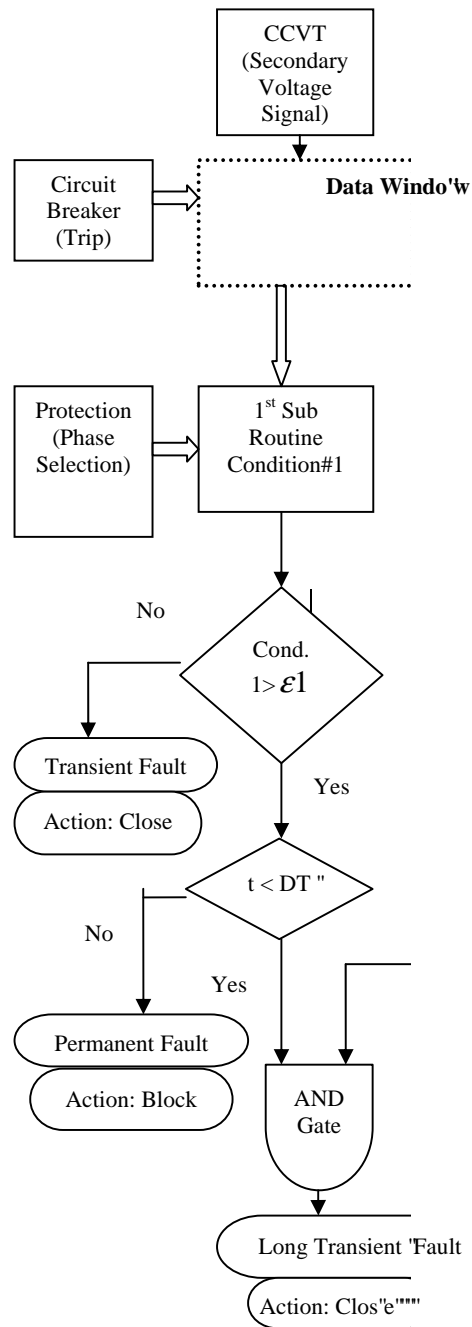 CCVT
(Secondary
Voltage
Signal)
Circuit
Breaker
(Trip)
Data Windo'w
Protection
(Phase
Selection)
1st Sub
Routine
Condition#1
No
Cond.
1> ε1
Transient Fault
Yes
Action: Close
t < DT "
No
Yes
Permanent Fault
Action: Block
AND
Gate
Long Transient "Fault
Action: Clos"e""""